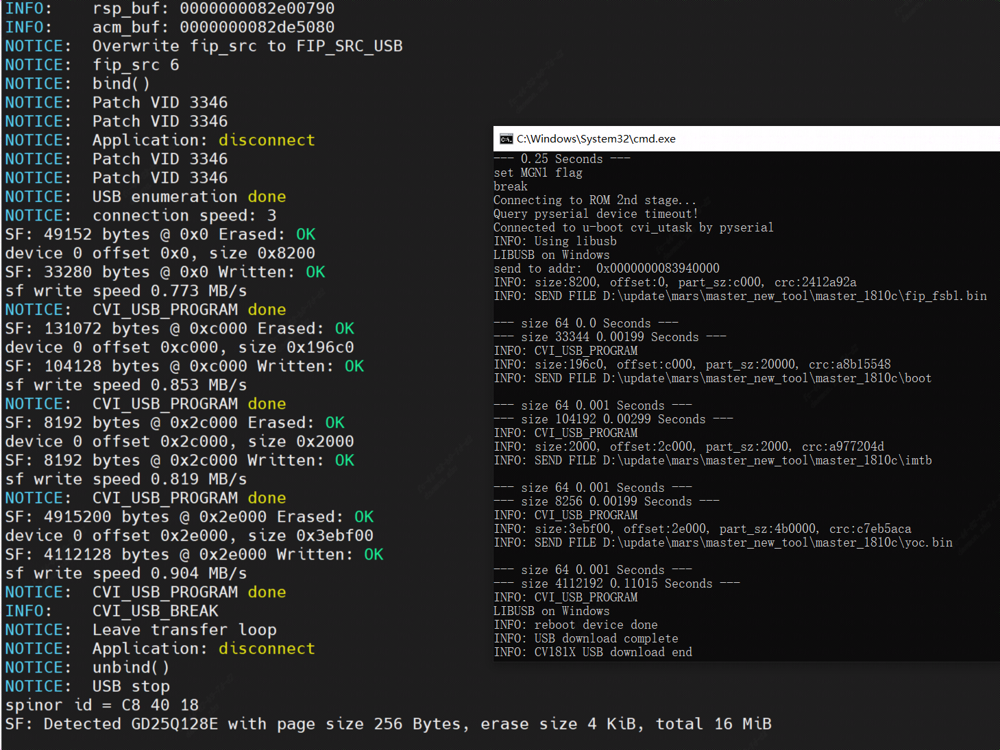 INFO:    rsp_buf: 0000000082e00790
INFO:    acm_buf: 0000000082de5080
NOTICE:  Overwrite fip_src to FIP_SRC_USB
NOTICE:  fip_src 6
NOTICE:  bind()
NOTICE:  Patch VID 3346
NOTICE:  Patch VID 3346
NOTICE:  Application: disconnect
NOTICE:  Patch VID 3346
NOTICE:  Patch VID 3346
NOTICE:  USB enumeration done
NOTICE:  connection speed: 3
SF: 49152 bytes @ 0x0 Erased: OK
device 0 offset 0x0, size 0x8200
SF: 33280 bytes @ 0x0 Written: OK
sf write speed 0.773 MB/s
NOTICE:  CVI_USB_PROGRAM done
SF: 131072 bytes @ 0xc000 Erased: OK
device 0 offset 0xc000, size 0x196c0
SF: 104128 bytes @ 0xc000 Written: OK
sf write speed 0.853 MB/s
NOTICE:  CVI_USB_PROGRAM done
SF: 8192 bytes @ 0x2c000 Erased: OK
device 0 offset 0x2c000, size 0x2000
SF: 8192 bytes @ 0x2c000 Written: OK
sf write speed 0.819 MB/s
NOTICE:  CVI_USB_PROGRAM done
SF: 4915200 bytes @ 0x2e000 Erased: OK
device 0 offset 0x2e000, size 0x3ebf00
SF: 4112128 bytes @ 0x2e000 Written: OK
sf write speed 0.904 MB/s
NOTICE:  CVI_USB_PROGRAM done
INFO:    CVI_USB_BREAK
NOTICE:  Leave transfer loop
NOTICE:  Application: disconnect
NOTICE:  unbind()
NOTICE:  USB stop
spinor id = C8 40 18
SF: Detected GD25Q128E with page size 256 Bytes, erase size 4 KiB, total 16 MiB
C:\Windows\System32\cmd.exe
--- 0.25 Seconds ---
set MGN1 flag
break
Connecting to ROM 2nd stage...
Query pyserial device timeout!
Connected to u-boot cvi_utask by pyserial
INFO: Using libusb
LIBUSB on Windows
send to addr:  0x0000000083940000
INFO: size:8200, offset:0, part_sz:c000, crc:2412a92a
INFO: SEND FILE D:\update\mars\master_new_tool\master_1810c\fip_fsbl.bin
--- size 64 0.0 Seconds ---
--- size 33344 0.00199 Seconds ---
INFO: CVI_USB_PROGRAM
INFO: size:196c0, offset:c000, part_sz:20000, crc:a8b15548
INFO: SEND FILE D:\update\mars\master_new_tool\master_1810c\boot
--- size 64 0.001 Seconds ---
--- size 104192 0.00299 Seconds ---
INFO: CVI_USB_PROGRAM
INFO: size:2000, offset:2c000, part_sz:2000, crc:a977204d
INFO: SEND FILE D:\update\mars\master_new_tool\master_1810c\imtb
--- size 64 0.001 Seconds ---
--- size 8256 0.00199 Seconds ---
INFO: CVI_USB_PROGRAM
INFO: size:3ebf00, offset:2e000, part_sz:4b0000, crc:c7eb5aca
INFO: SEND FILE D:\update\mars\master_new_tool\master_1810c\yoc.bin
--- size 64 0.001 Seconds ---
--- size 4112192 0.11015 Seconds ---
INFO: CVI_USB_PROGRAM
LIBUSB on Windows
INFO: reboot device done
INFO: USB download complete
INFO: CV181X USB download end